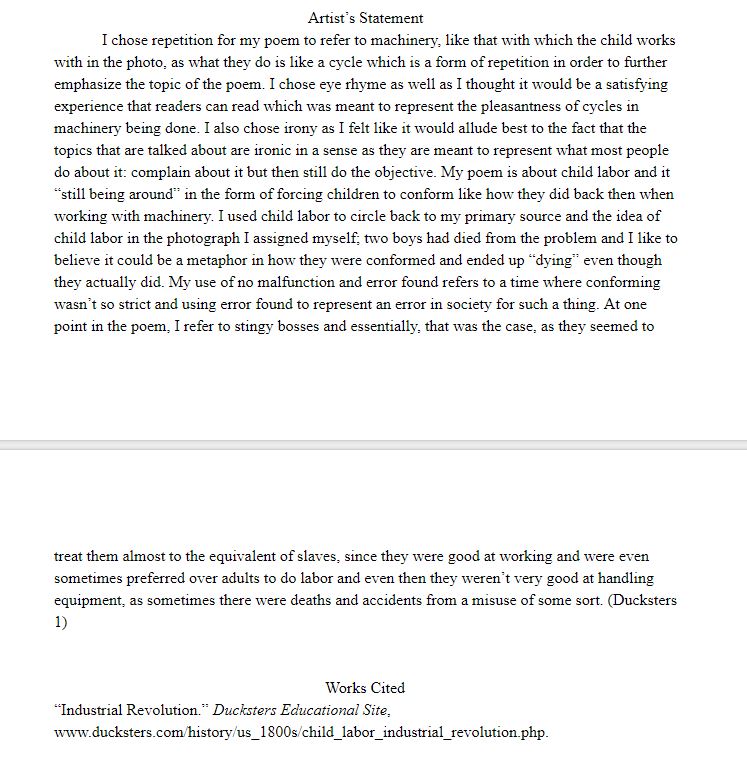 Artist's Statement
I chose repetition for my poem to refer to machinery, like that with which the child works
with in the photo, as what they do is like a cycle which is a form of repetition in order to further
emphasize the topic of the poem. I chose eye rhyme as well as I thought it would be a satisfying
experience that readers can read which was meant to represent the pleasantness of cycles in
machinery being done. I also chose irony as I felt like it would allude best to the fact that the
topics that are talked about are ironic in a sense as they are meant to represent what most people
do about it: complain about it but then still do the objective. My poem is about child labor and it
“still being around” in the form of forcing children to conform like how they did back then when
working with machinery. I used child labor to circle back to my primary source and the idea of
child labor in the photograph I assigned myself; two boys had died from the problem and I like to
believe it could be a metaphor in how they were conformed and ended up “dying” even though
they actually did. My use of no malfunction and error found refers to a time where conforming
wasn't so strict and using error found to represent an error in society for such a thing. At one
point in the poem, I refer to stingy bosses and essentially, that was the case, as they seemed to
treat them almost to the equivalent of slaves, since they were good at working and were even
sometimes preferred over adults to do labor and even then they weren't very good at handling
equipment, as sometimes there were deaths and accidents from a misuse of some sort. (Ducksters
1)
Works Cited
“Industrial Revolution.” Ducksters Educational Site,
www.ducksters.com/history/us_1800s/child_labor_industrial_revolution.php.